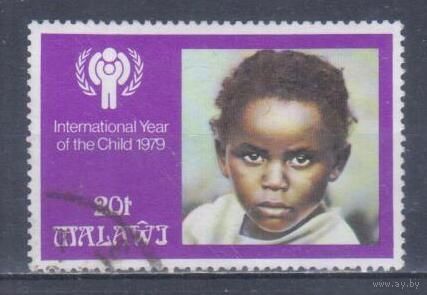 International Year
of the Child 1979
20t
MALAŴI
www.ay.by